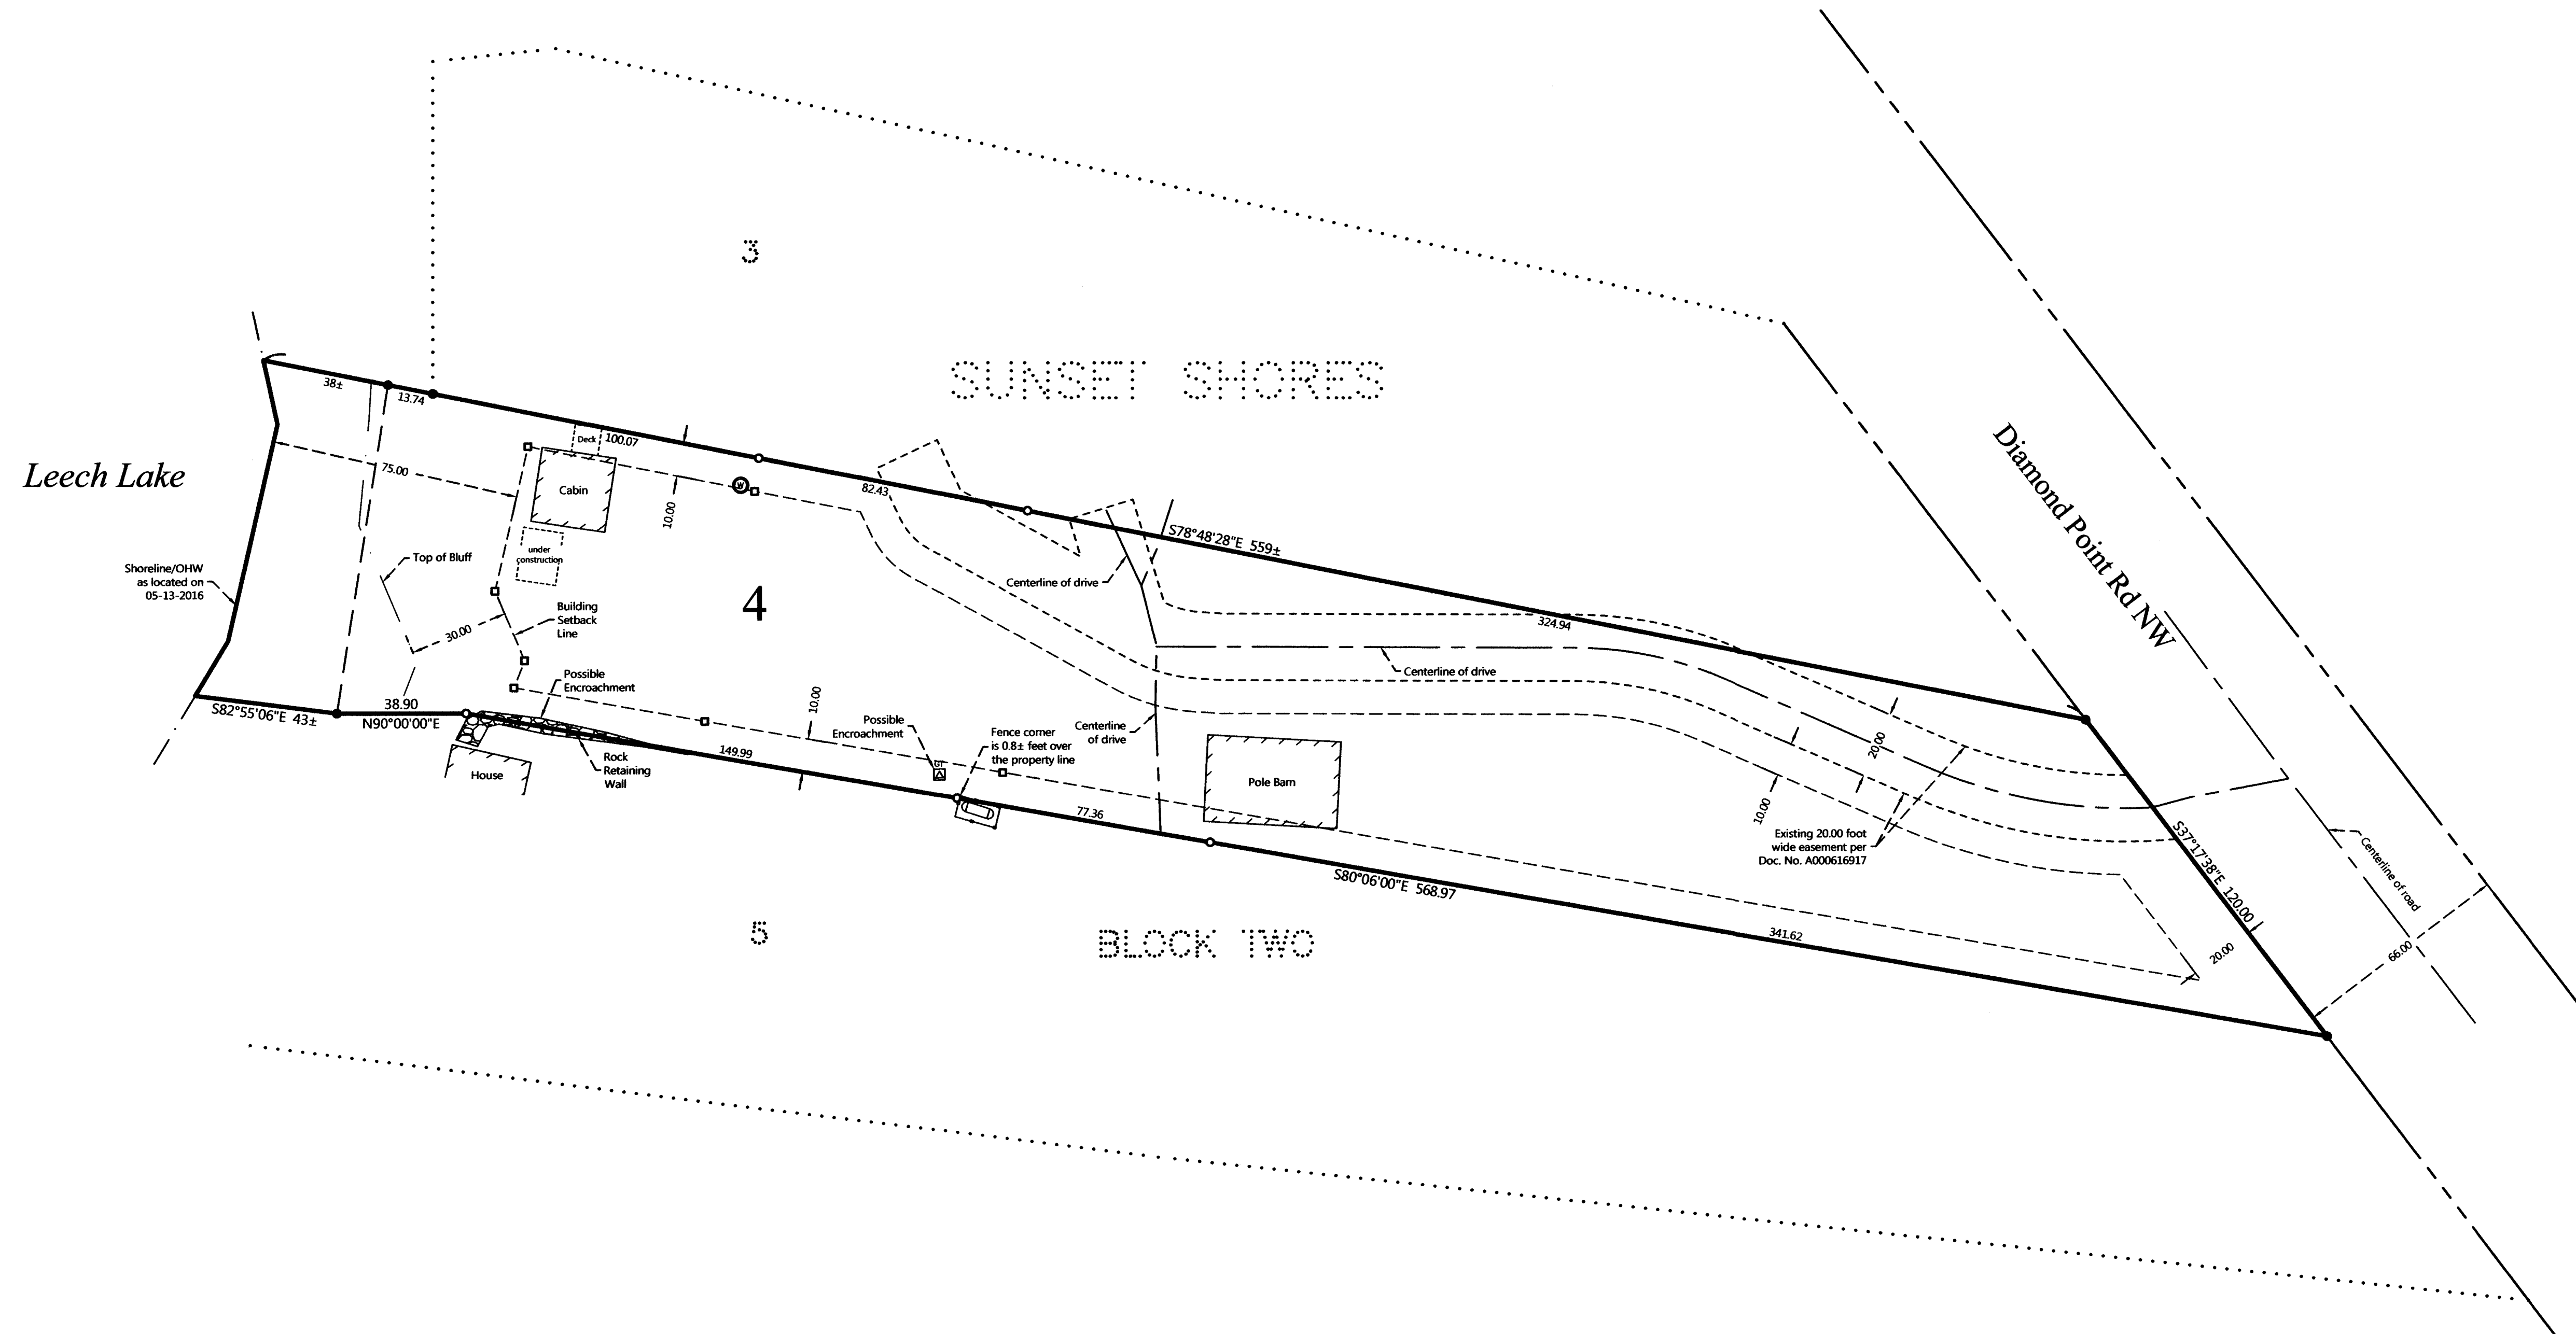 3
SUNSET SHORES
Diamond Point Rd NW
Leech Lake
38±
13.74
Deck
100.07
75.00
Cabin
10.00
82.43
under
construction
Top of Bluff
Shoreline/OHW
as located on
05-13-2016
Building
Setback
Line
30.00
4
S78°48'28"E 559±
Centerline of drive
324.94
Centerline of drive
Possible
Encroachment
38.90
N90°00'00"E
S82°55'06"E 43±
House
Rock
Retaining
Wall
149.99
10.00
Possible
Encroachment
ST
Fence corner
is 0.8± feet over
the property line
Centerline
of drive
77.36
Pole Barn
W
20.00
10.00
Existing 20.00 foot
wide easement per
Doc. No. A000616917
S37°17'38"E 120.00
Centerline of road
66.00
20.00
S80°06'00"E 568.97
341.62
5
BLOCK TWO